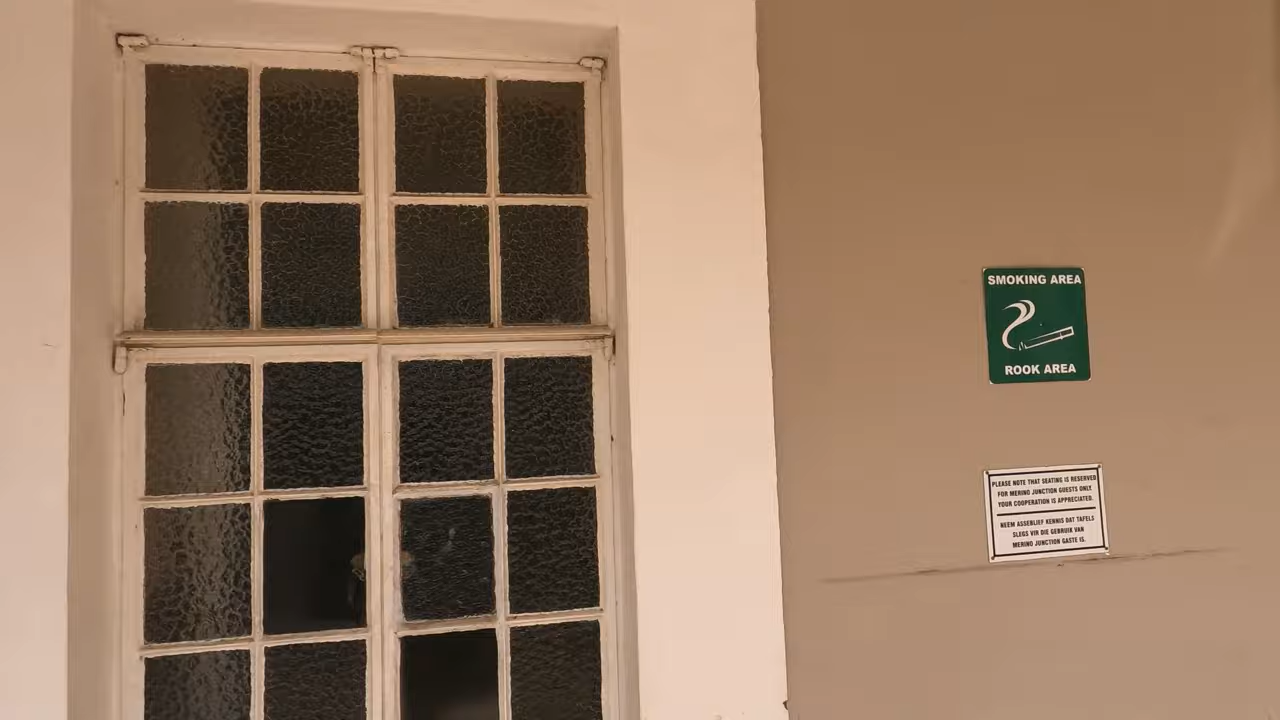 SMOKING AREA
ROOK AREA
PLEASE NOTE THAT SEATING IS RESERVED
FOR MERINO JUNCTION GUESTS ONLY.
YOUR COOPERATION IS APPRECIATED.
NEEM ASSEBLIEF KENNIS DAT TAFELS
SLEGS VIR DIE GEBRUIK VAN
MERINO JUNCTION GASTE IS.